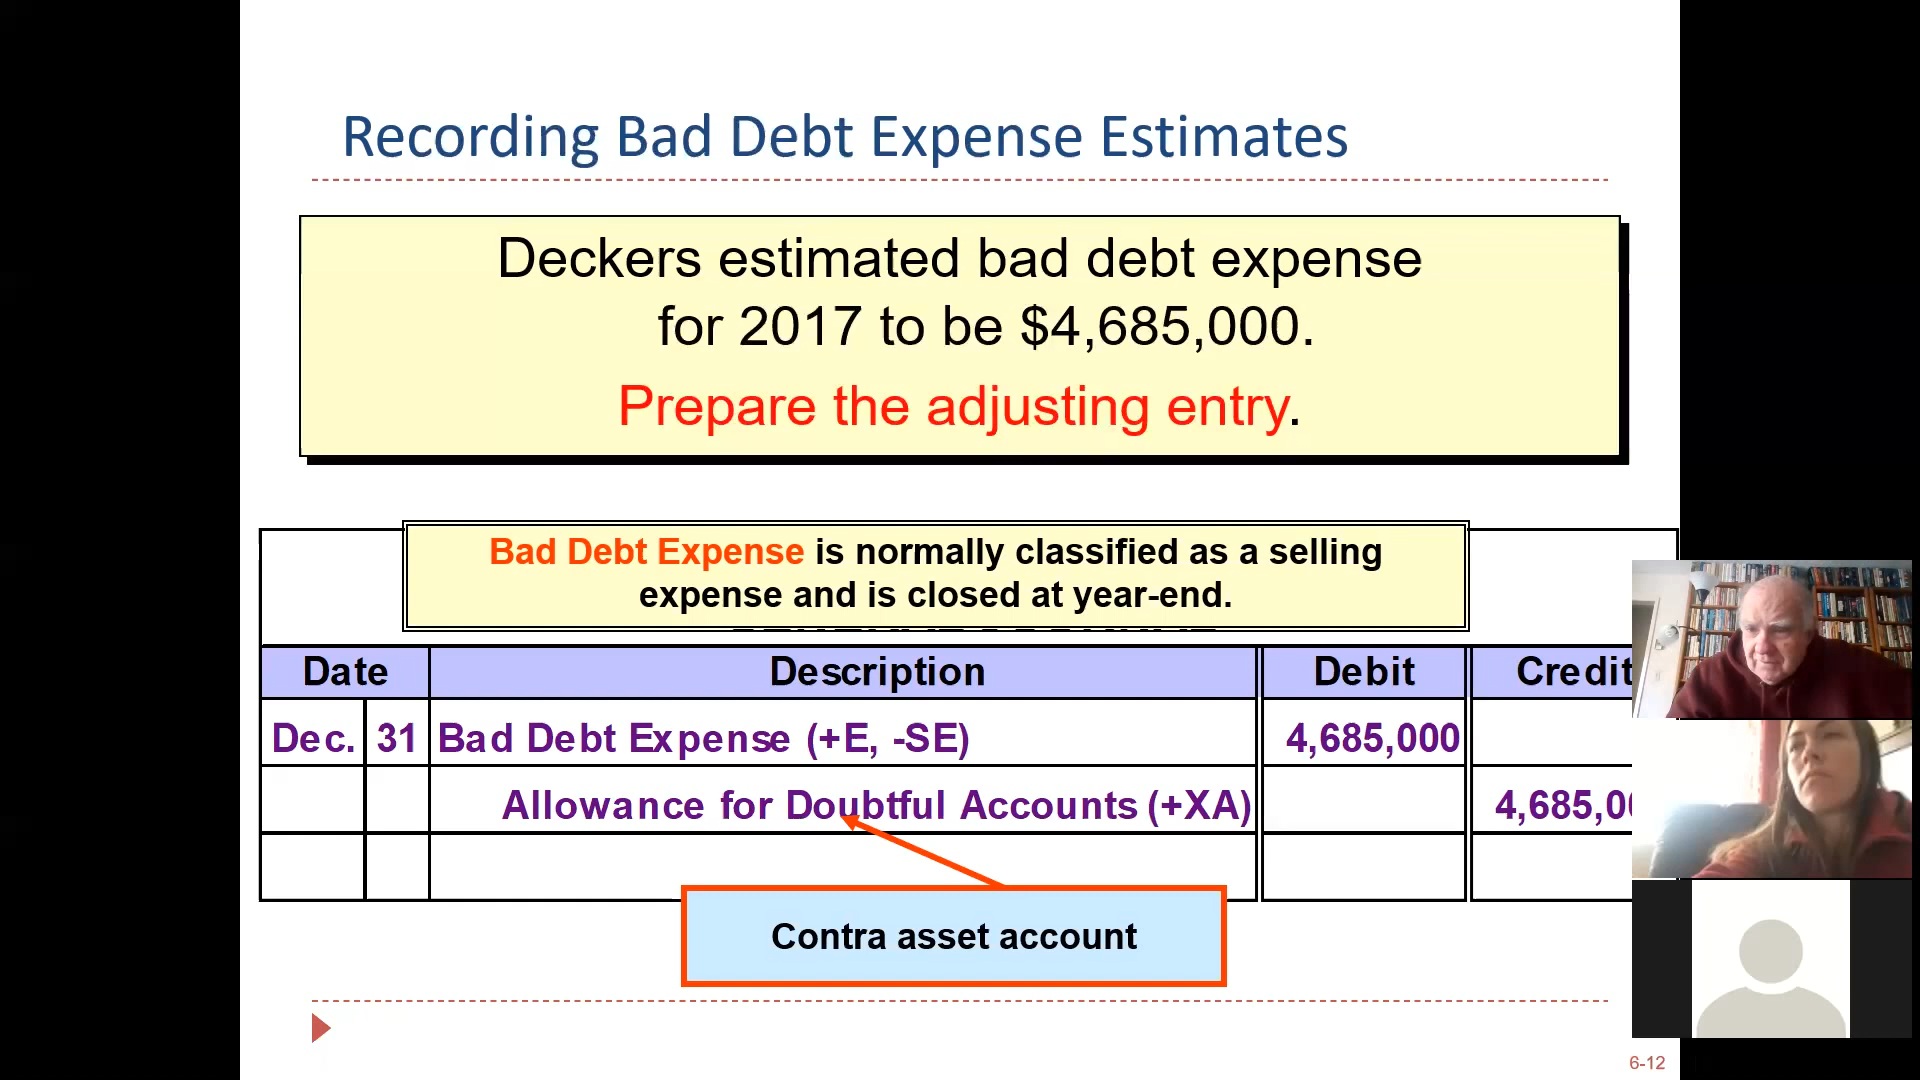 Recording Bad Debt Expense Estimates
Deckers estimated bad debt expense
for 2017 to be $4,685,000.
Prepare the adjusting entry.
Bad Debt Expense is normally classified as a selling
expense and is closed at year-end.
Date Description Debit Credit
Dec. 31 Bad Debt Expense (+E, -SE) 4,685,000
Allowance for Doubtful Accounts (+XA)
Contra asset account
6-12